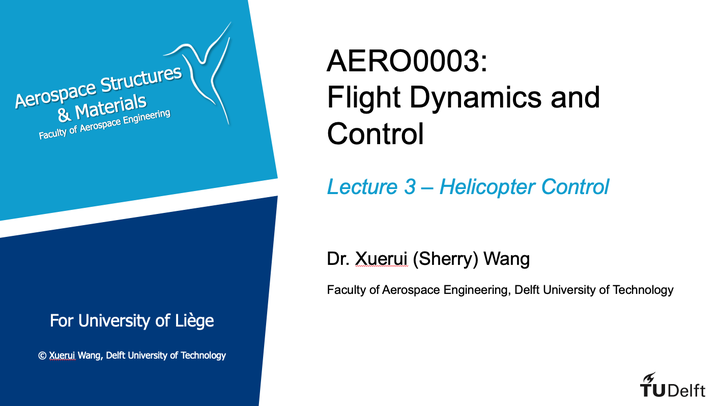 Aerospace Structures
& Materials
Faculty of Aerospace Engineering
For University of Liège
© Xuerui Wang, Delft University of Technology
AERO0003:
Flight Dynamics and
Control
Lecture 3 – Helicopter Control
Dr. Xuerui (Sherry) Wang
Faculty of Aerospace Engineering, Delft University of Technology
TUDelft